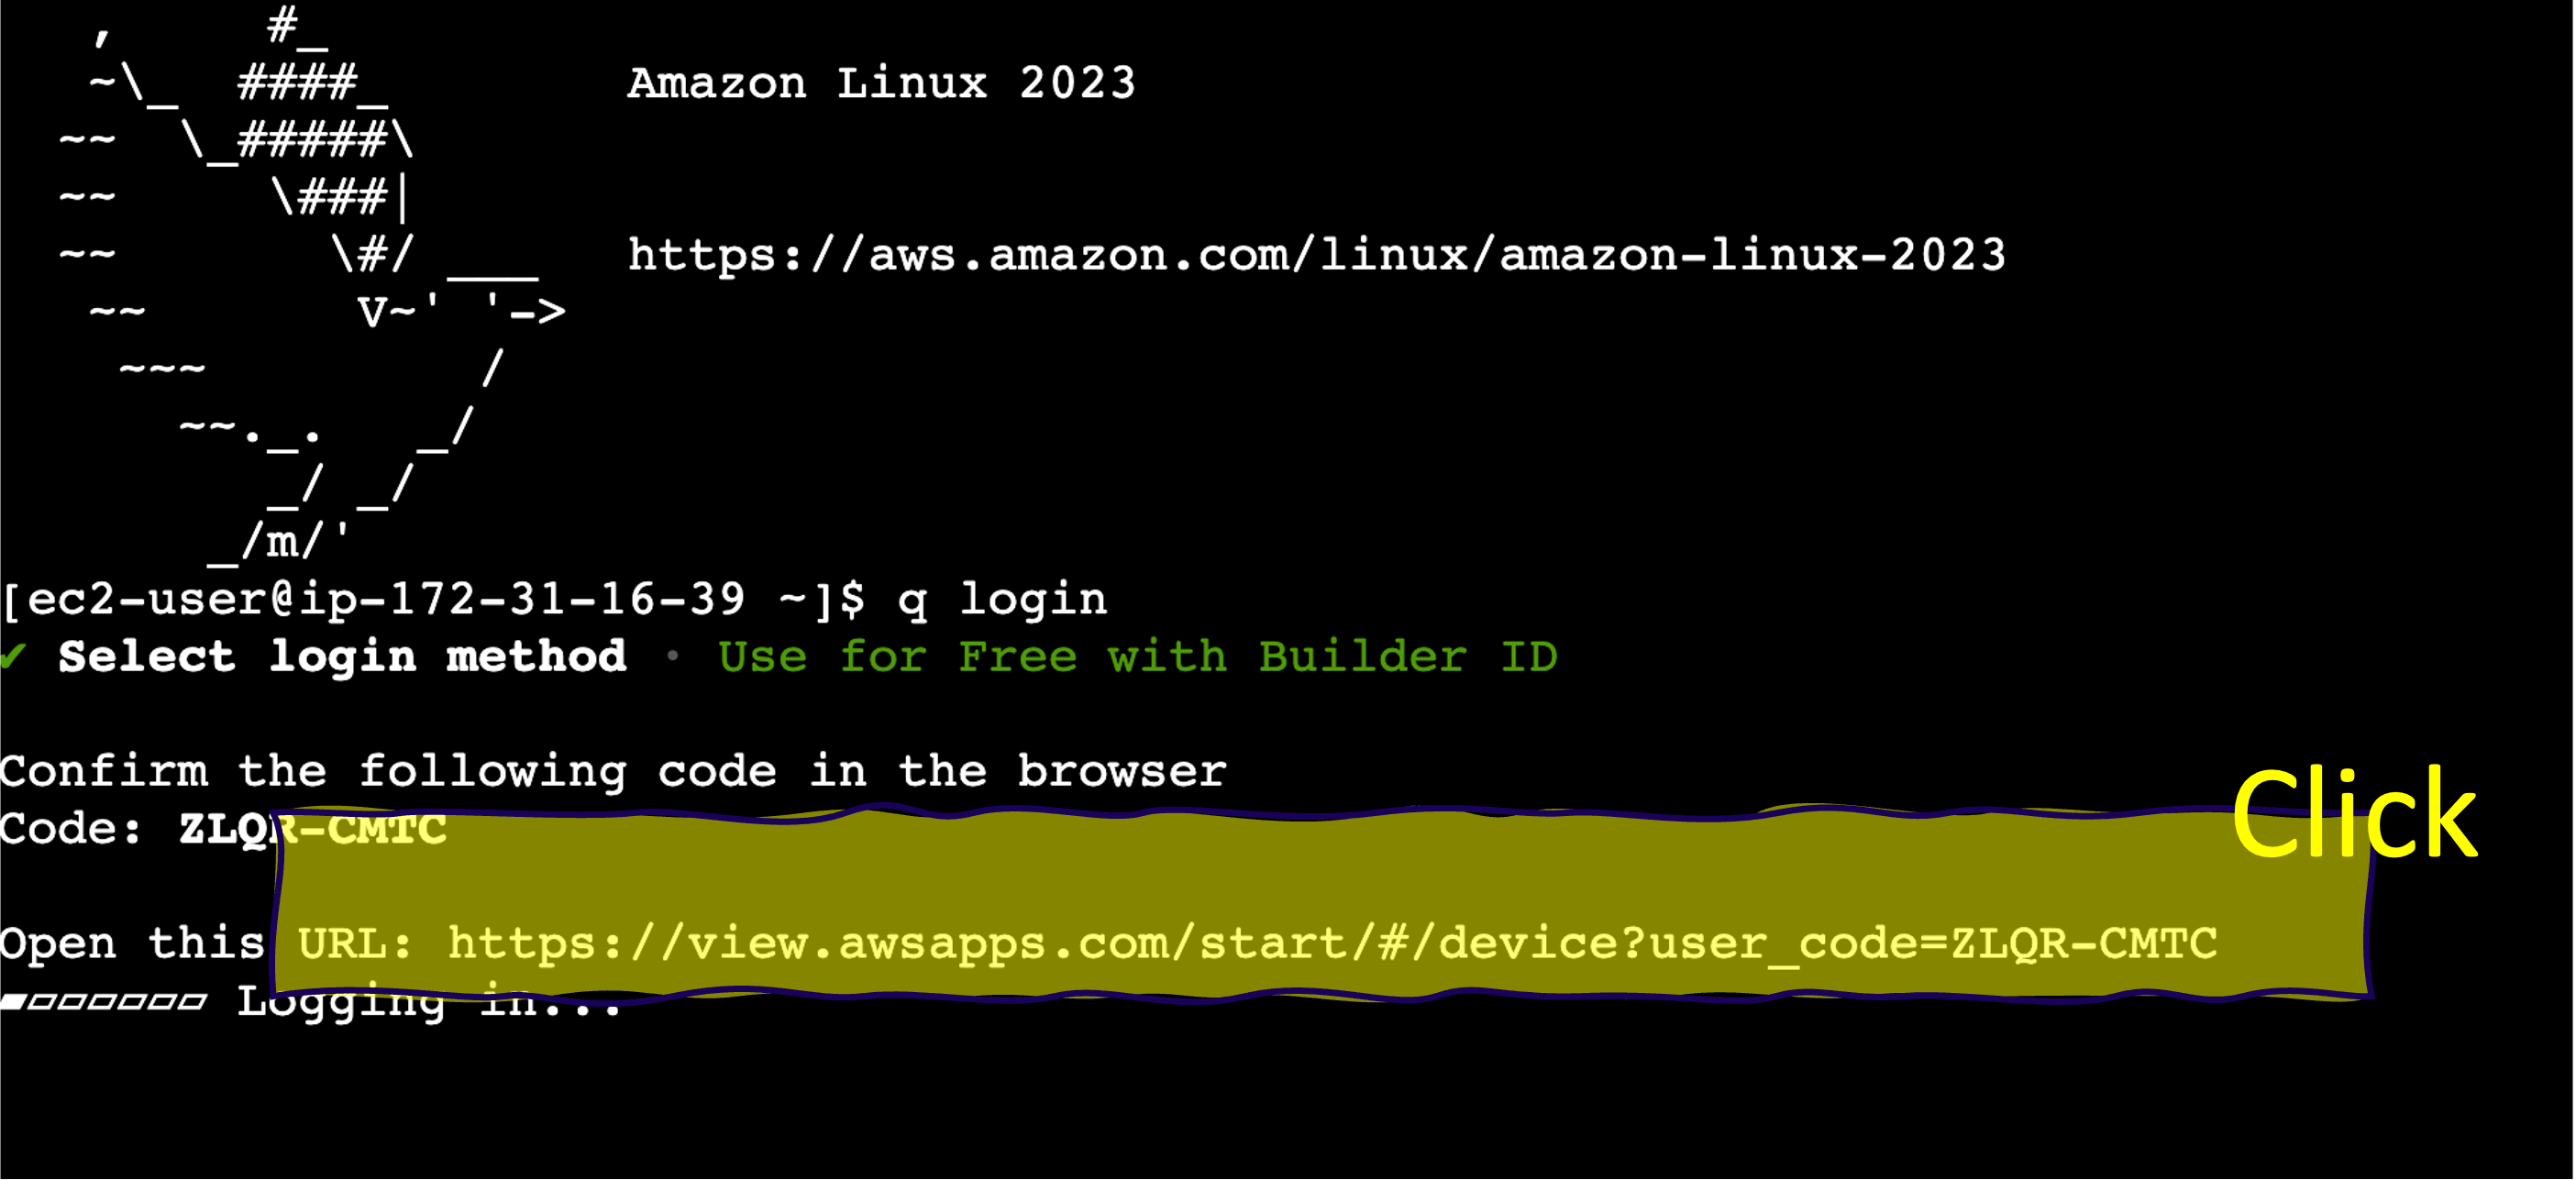 ,     #_
   ~\_  ####_        Amazon Linux 2023
  ~~  \_#####\
  ~~     \###|
  ~~       \#/ ___   https://aws.amazon.com/linux/amazon-linux-2023
   ~~       V~' '->
    ~~~         /
      ~~._.   _/
         _/ _/
       _/m/'
[ec2-user@ip-172-31-16-39 ~]$ q login
✔ Select login method · Use for Free with Builder ID
Confirm the following code in the browser
Click
Code: ZLQR-CMTC
Open this URL: https://view.awsapps.com/start/#/device?user_code=ZLQR-CMTC
▰▱▱▱▱▱▱ Logging in...